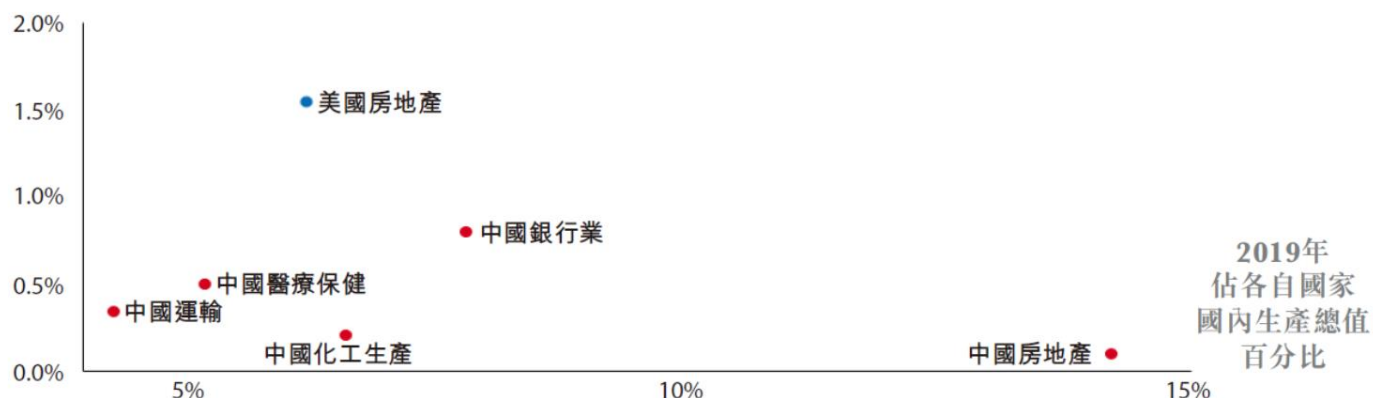 2.0%
美國房地產
1.5%
1.0%
中國銀行業
0.5%
中國醫療保健
中國運輸
中國化工生產
中國房地產
0.0%
5%
10%
15%
2019年
佔各自國家
國內生產總值
百分比